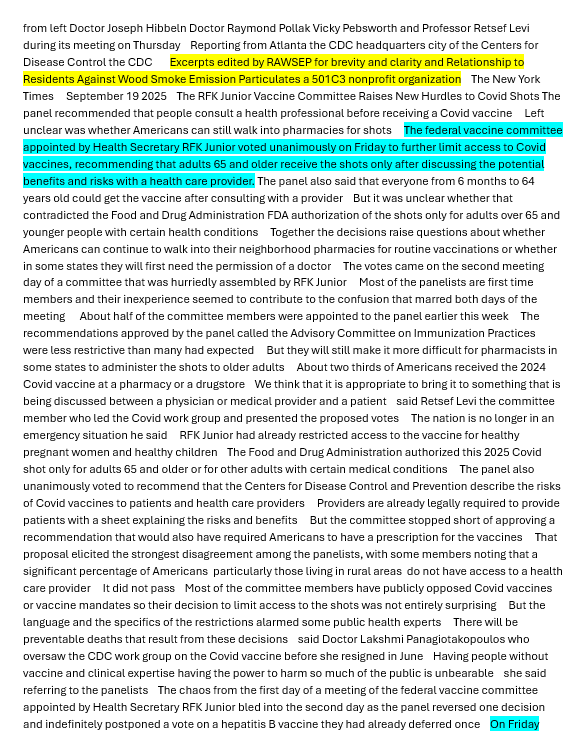 from left Doctor Joseph Hibbeln Doctor Raymond Pollak Vicky Pebsworth and Professor Retsef Levi
during its meeting on Thursday Reporting from Atlanta the CDC headquarters city of the Centers for
Disease Control the CDC Excerpts edited by RAWSEP for brevity and clarity and Relationship to
Residents Against Wood Smoke Emission Particulates a 501C3 nonprofit organization The New York
Times September 19 2025 The RFK Junior Vaccine Committee Raises New Hurdles to Covid Shots The
panel recommended that people consult a health professional before receiving a Covid vaccine Left
unclear was whether Americans can still walk into pharmacies for shots The federal vaccine committee
appointed by Health Secretary RFK Junior voted unanimously on Friday to further limit access to Covid
vaccines, recommending that adults 65 and older receive the shots only after discussing the potential
benefits and risks with a health care provider. The panel also said that everyone from 6 months to 64
years old could get the vaccine after consulting with a provider But it was unclear whether that
contradicted the Food and Drug Administration FDA authorization of the shots only for adults over 65 and
younger people with certain health conditions Together the decisions raise questions about whether
Americans can continue to walk into their neighborhood pharmacies for routine vaccinations or whether
in some states they will first need the permission of a doctor The votes came on the second meeting
day of a committee that was hurriedly assembled by RFK Junior Most of the panelists are first time
members and their inexperience seemed to contribute to the confusion that marred both days of the
meeting About half of the committee members were appointed to the panel earlier this week The
recommendations approved by the panel called the Advisory Committee on Immunization Practices
were less restrictive than many had expected But they will still make it more difficult for pharmacists in
some states to administer the shots to older adults About two thirds of Americans received the 2024
Covid vaccine at a pharmacy or a drugstore We think that it is appropriate to bring it to something that is
being discussed between a physician or medical provider and a patient said Retsef Levi the committee
member who led the Covid work group and presented the proposed votes The nation is no longer in an
emergency situation he said RFK Junior had already restricted access to the vaccine for healthy
pregnant women and healthy children The Food and Drug Administration authorized this 2025 Covid
shot only for adults 65 and older or for other adults with certain medical conditions The panel also
unanimously voted to recommend that the Centers for Disease Control and Prevention describe the risks
of Covid vaccines to patients and health care providers Providers are already legally required to provide
patients with a sheet explaining the risks and benefits But the committee stopped short of approving a
recommendation that would also have required Americans to have a prescription for the vaccines That
proposal elicited the strongest disagreement among the panelists, with some members noting that a
significant percentage of Americans particularly those living in rural areas do not have access to a health
care provider It did not pass Most of the committee members have publicly opposed Covid vaccines
or vaccine mandates so their decision to limit access to the shots was not entirely surprising But the
language and the specifics of the restrictions alarmed some public health experts There will be
preventable deaths that result from these decisions said Doctor Lakshmi Panagiotakopoulos who
oversaw the CDC work group on the Covid vaccine before she resigned in June Having people without
vaccine and clinical expertise having the power to harm so much of the public is unbearable she said
referring to the panelists The chaos from the first day of a meeting of the federal vaccine committee
appointed by Health Secretary RFK Junior bled into the second day as the panel reversed one decision
and indefinitely postponed a vote on a hepatitis B vaccine they had already deferred once On Friday